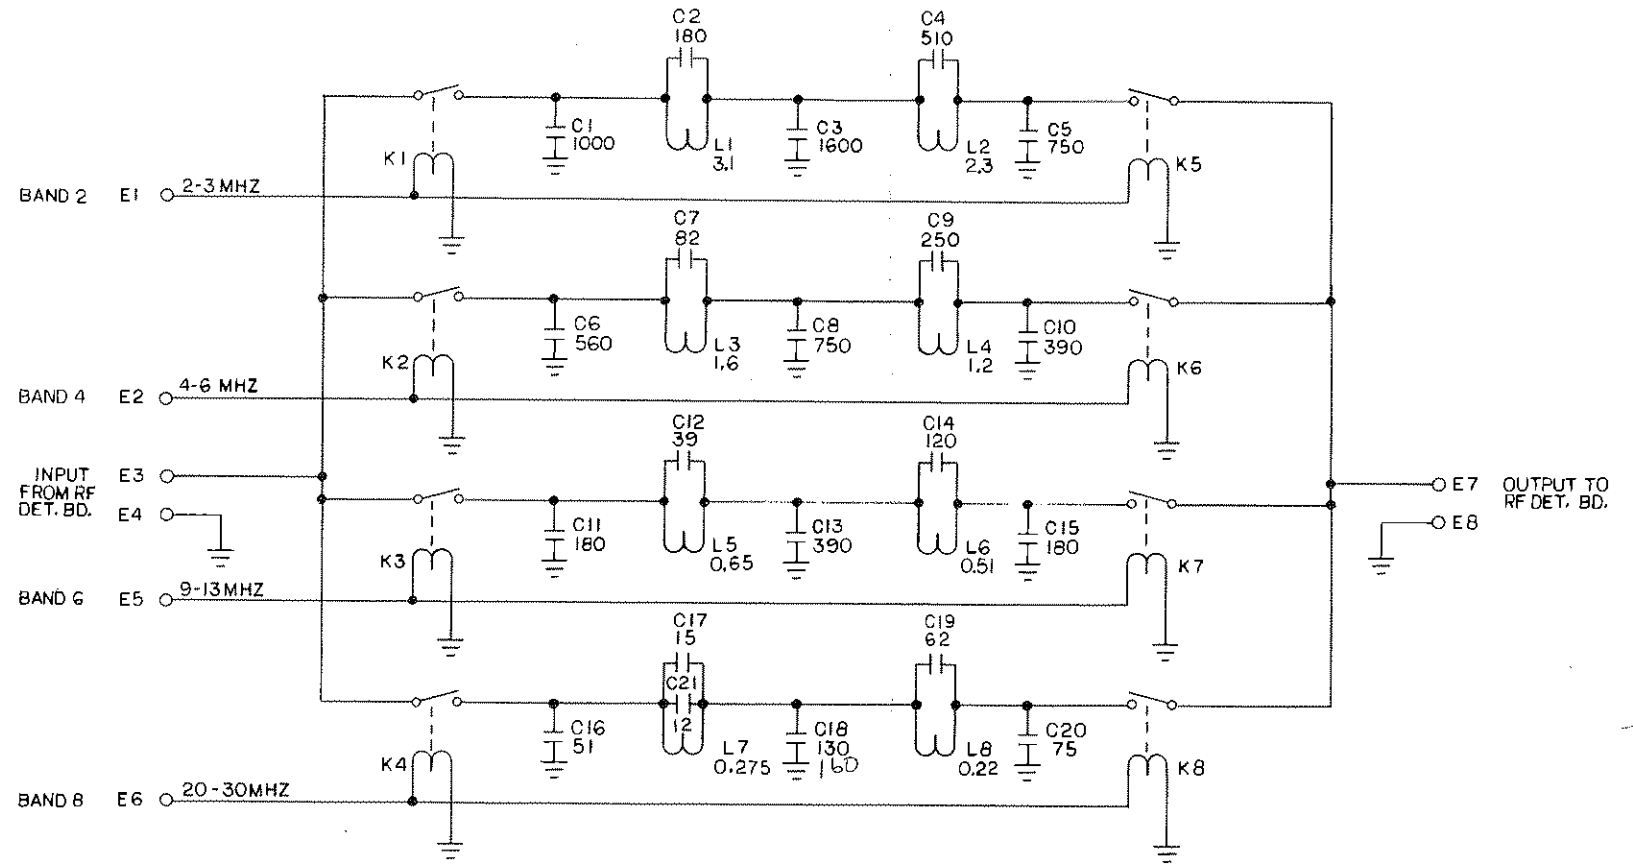 C2
180
C4
510
C1
1000
L1
3.1
C3
1600
L2
2.3
C5
750
K1
K5
BAND 2 E1 2-3 MHZ
C7
82
C9
250
C6
560
L3
1.6
C8
750
L4
1.2
C10
390
K2
K6
BAND 4 E2 4-6 MHZ
C12
39
C14
120
INPUT
FROM RF
DET. BD.
E3
E4
E7
E8
OUTPUT TO
RF DET. BD.
C11
180
L5
0.65
C13
390
L6
0.51
C15
180
K3
K7
BAND 6 E5 9-13MHZ
C17
15
C21
12
C19
62
C16
51
L7
0.275
C18
130
160
L8
0.22
C20
75
K4
K8
BAND 8 E6 20-30MHZ